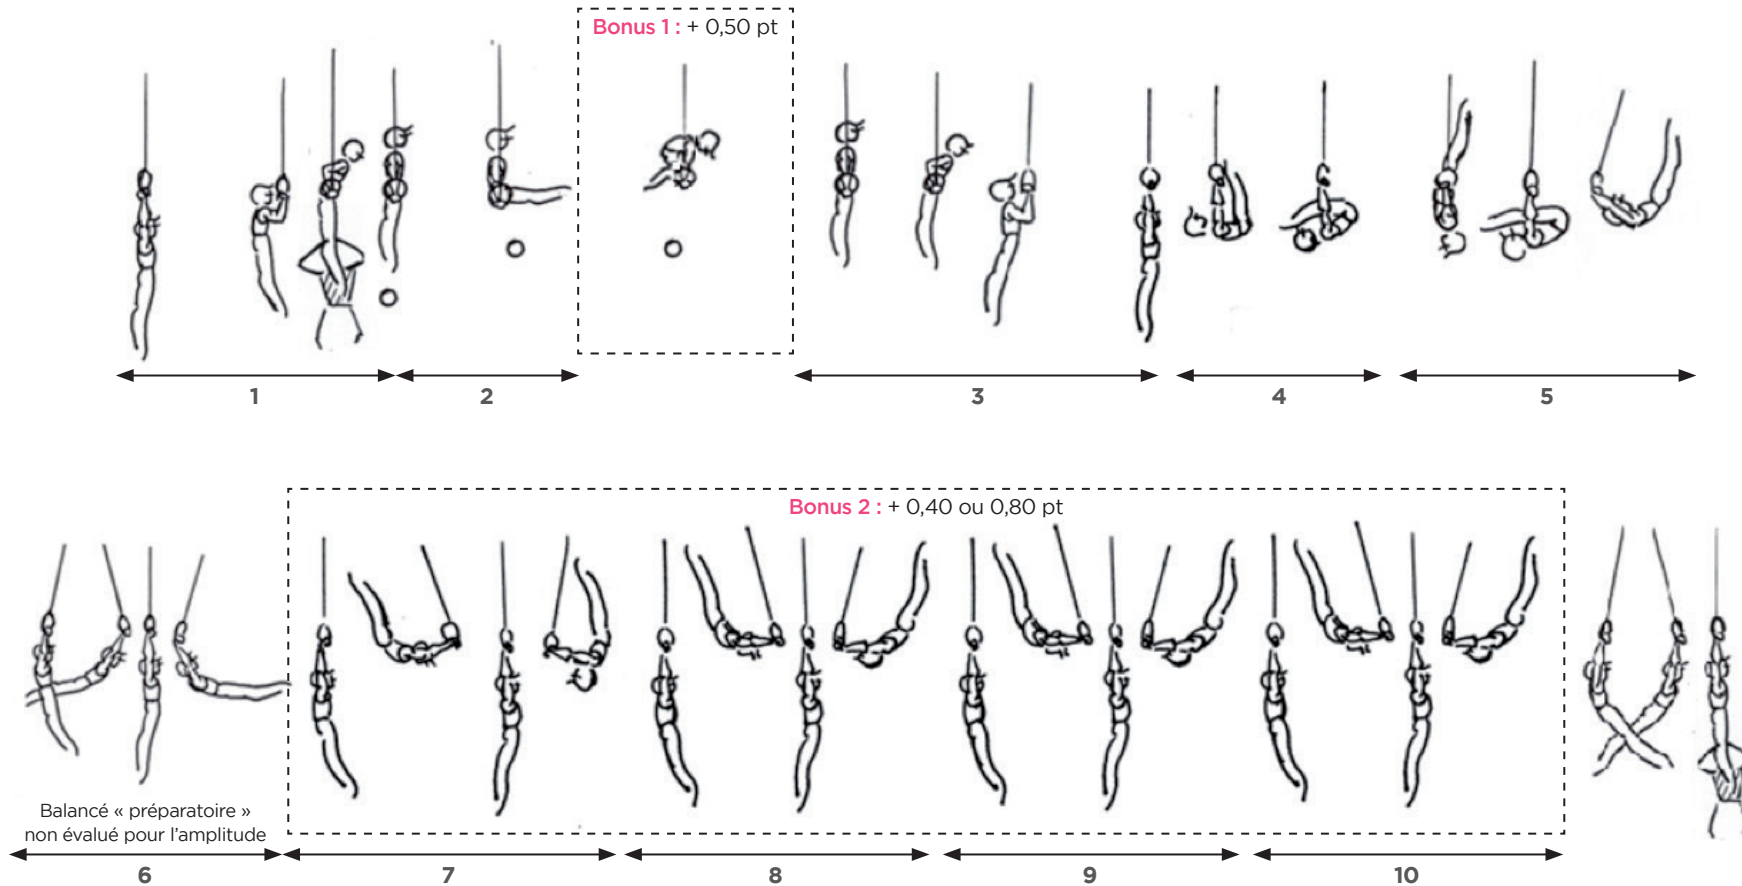 Bonus 1 : + 0,50 pt
1
2
3
4
5
Bonus 2 : + 0,40 ou 0,80 pt
Balancé « préparatoire »
non évalué pour l'amplitude
6
7
8
9
10